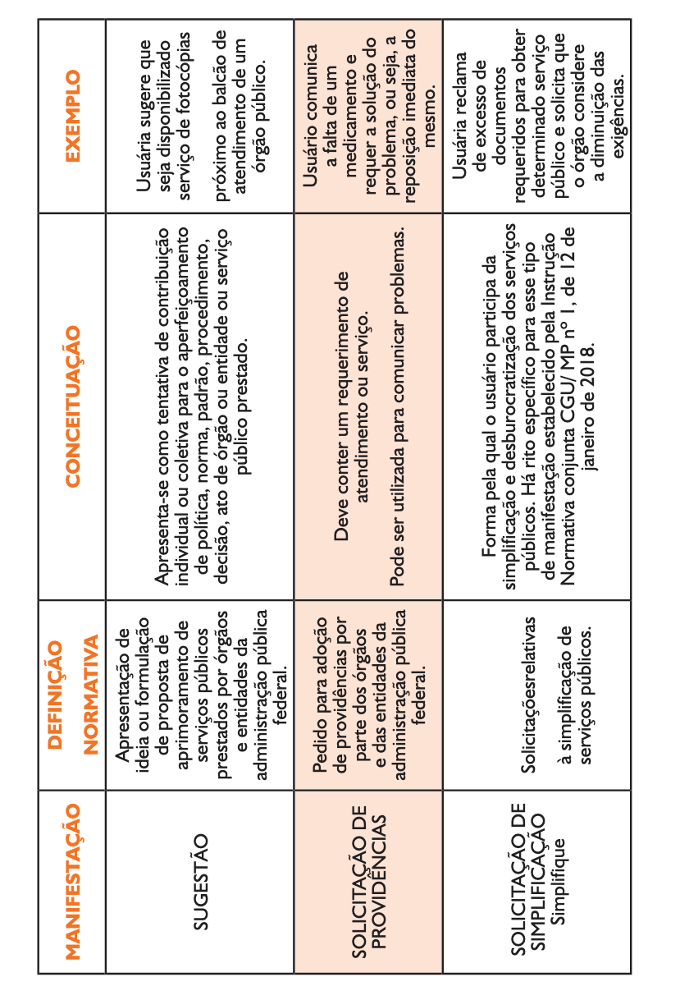 MANIFESTAÇÃO
DEFINIÇÃO
NORMATIVA
CONCEITUAÇÃO
EXEMPLO
SUGESTÃO
Apresentação de
ideia ou formulação
de proposta de
aprimoramento de
serviços públicos
prestados por órgãos
e entidades da
administração pública
federal.
Apresenta-se como tentativa de contribuição
individual ou coletiva para o aperfeiçoamento
de política, norma, padrão, procedimento,
decisão, ato de órgão ou entidade ou serviço
público prestado.
Usuária sugere que
seja disponibilizado
serviço de fotocópias
próximo ao balcão de
atendimento de um
órgão público.
SOLICITAÇÃO DE
PROVIDÊNCIAS
Pedido para adoção
de providências por
parte dos órgãos
e das entidades da
administração pública
federal.
Deve conter um requerimento de
atendimento ou serviço.
Pode ser utilizada para comunicar problemas.
Usuário comunica
a falta de um
medicamento e
requer a solução do
problema, ou seja, a
reposição imediata do
mesmo.
SOLICITAÇÃO DE
SIMPLIFICAÇÃO
Simplifique
Solicitaçõesrelativas
à simplificação de
serviços públicos.
Forma pela qual o usuário participa da
simplificação e desburocratização dos serviços
públicos. Há rito específico para esse tipo
de manifestação estabelecido pela Instrução
Normativa conjunta CGU/ MP nº 1, de 12 de
janeiro de 2018.
Usuária reclama
de excesso de
documentos
requeridos para obter
determinado serviço
público e solicita que
o órgão considere
a diminuição das
exigências.